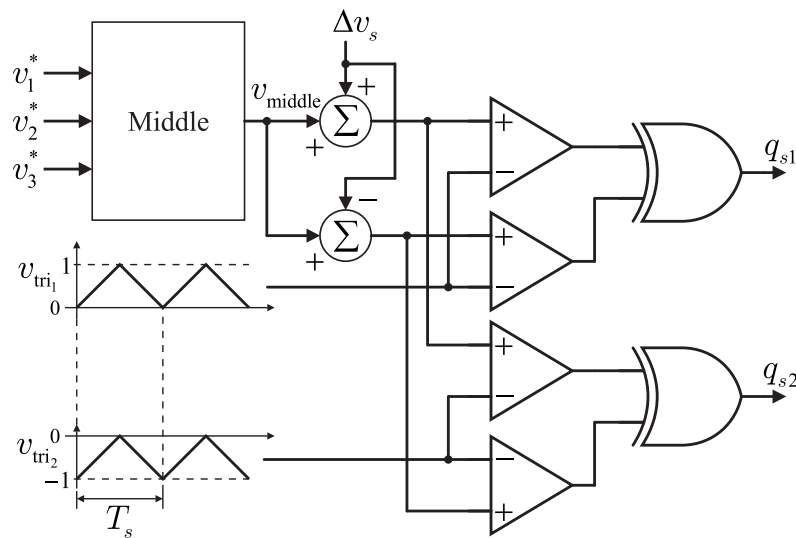 Δv_s
v_1^*
v_2^*
v_3^*
Middle
v_middle
+
+
Σ
−
+
Σ
+
−
+
−
q_s1
v_tri_1
1
0
+
−
−
+
q_s2
v_tri_2
0
−1
T_s